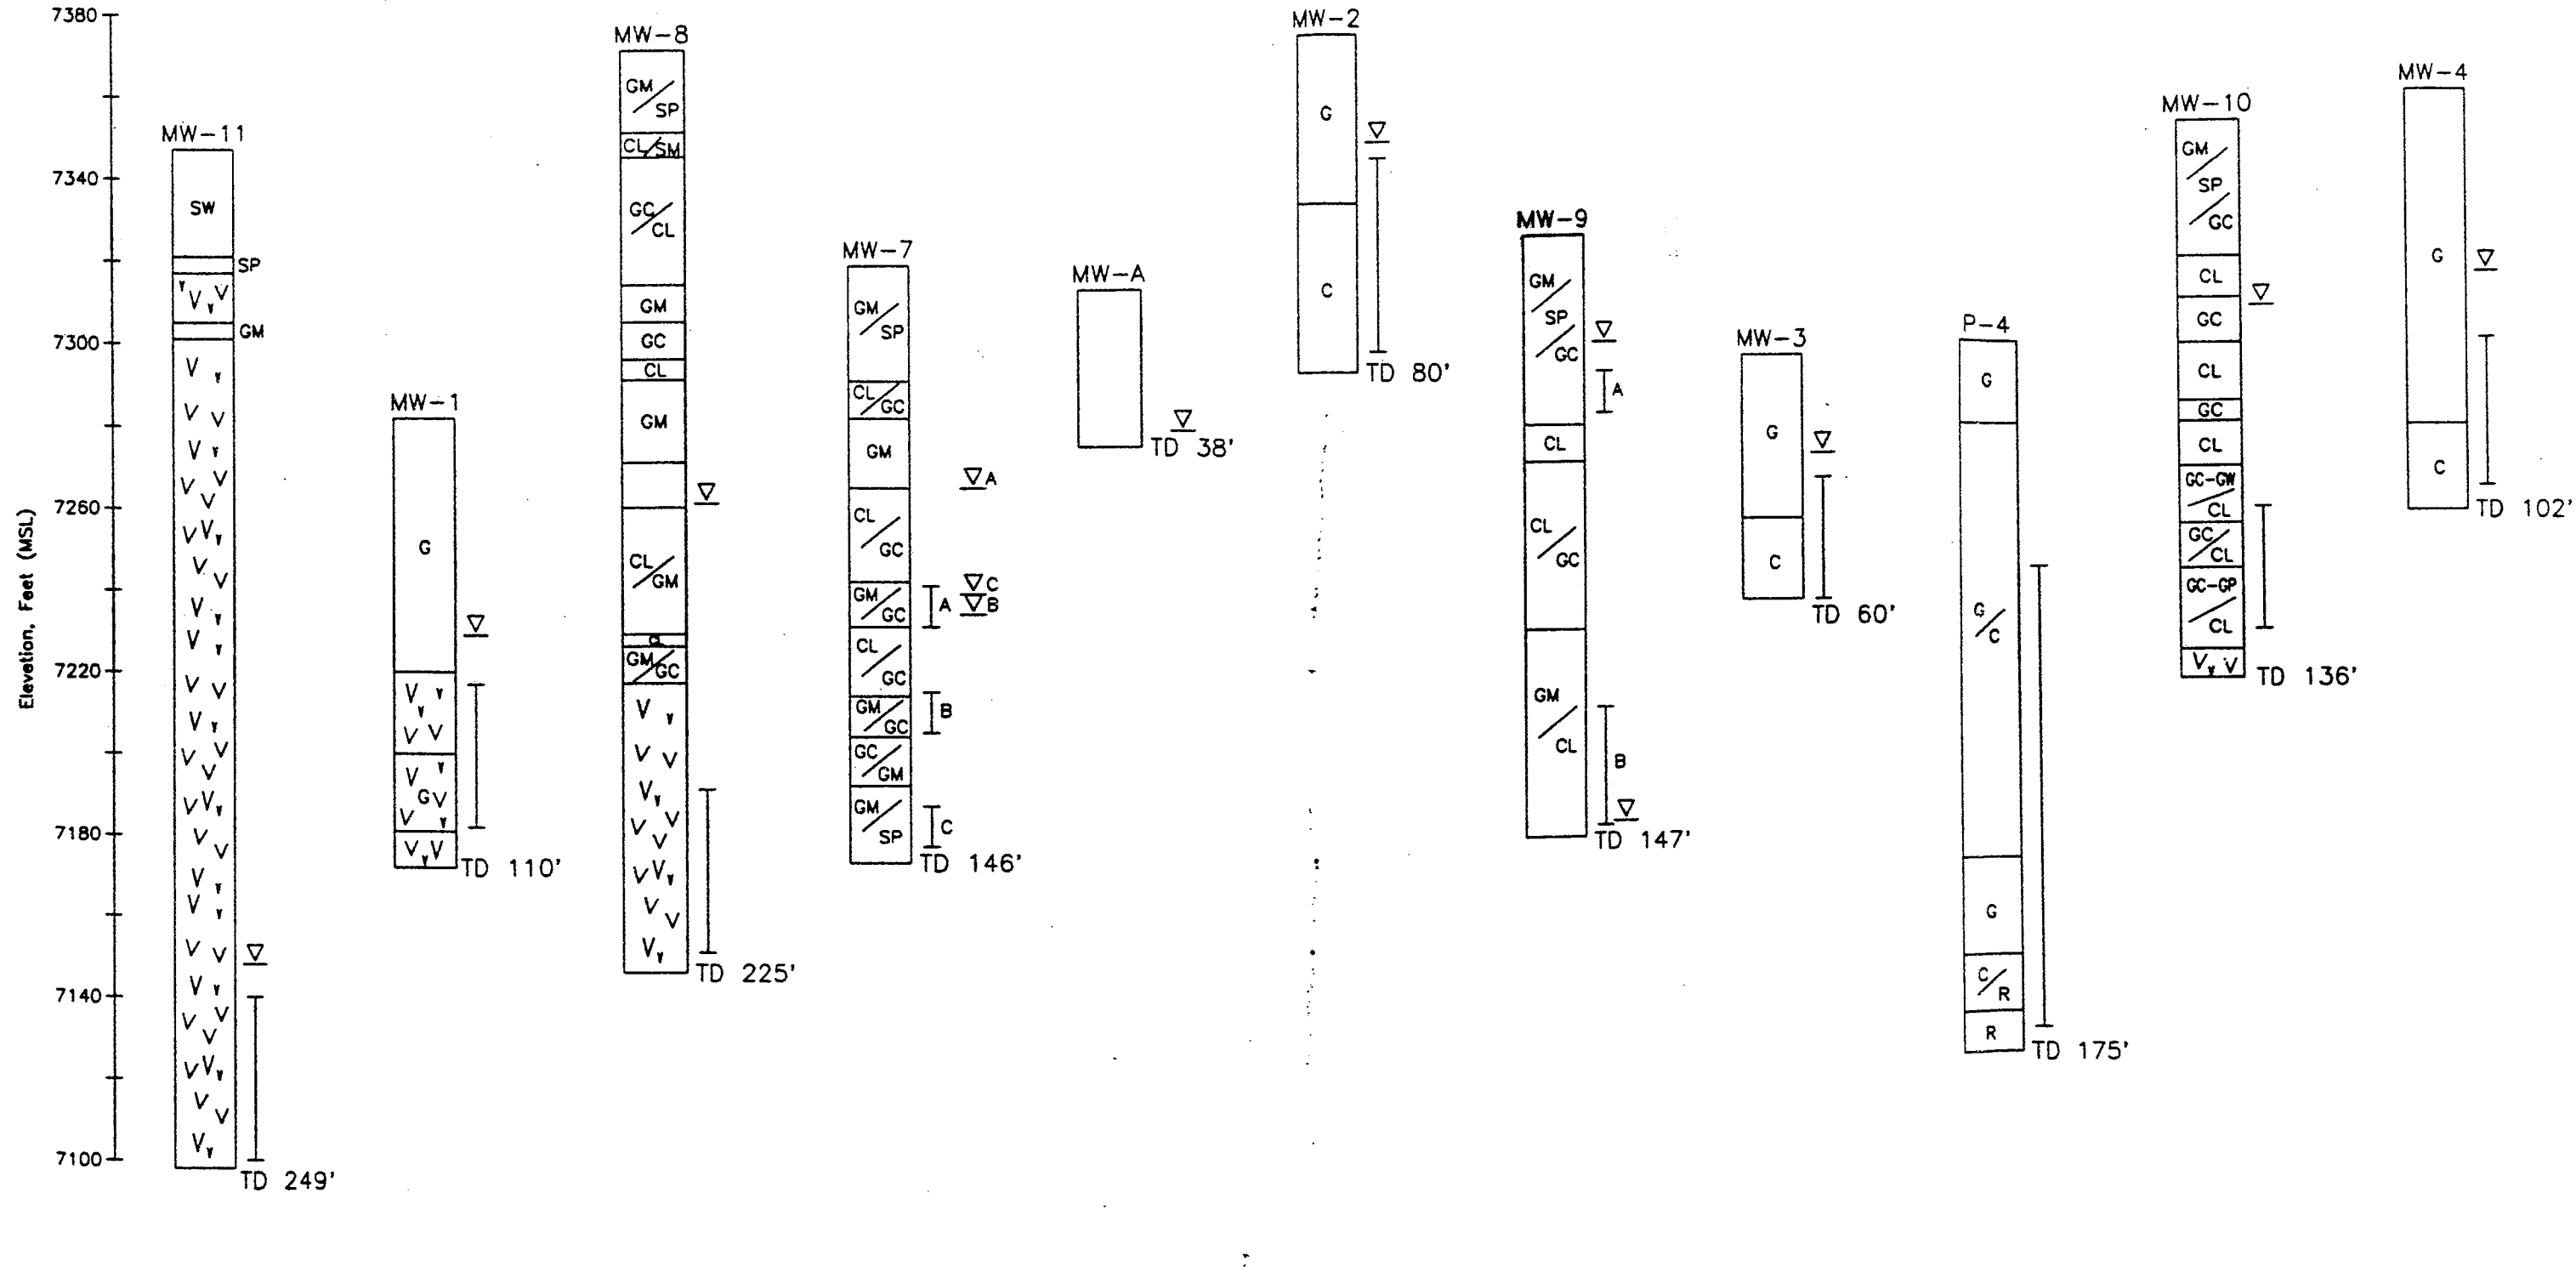 Elevetion, Feet (MSL)
7380
7340
7300
7260
7220
7180
7140
7100
MW-11
SW
SP
GM
TD 249'
MW-1
G
G
TD 110'
MW-8
GM/SP
CL/SM
GC/CL
GM
GC
CL
GM
CL/GM
CL
GM/GC
TD 225'
MW-7
GM/SP
CL/GC
GM
CL/GC
GM/GC
CL/GC
GM/GC
GC/GM
GM/SP
A
C
B
A
B
C
TD 146'
MW-A
TD 38'
MW-2
G
C
TD 80'
MW-9
GM/SP/GC
CL
CL/GC
GM/CL
A
B
TD 147'
MW-3
G
C
TD 60'
P-4
G
G/C
G
C/R
R
TD 175'
MW-10
GM/SP/GC
CL
GC
CL
GC
CL
GC-GW/CL
GC/CL
GC-GP/CL
TD 136'
MW-4
G
C
TD 102'